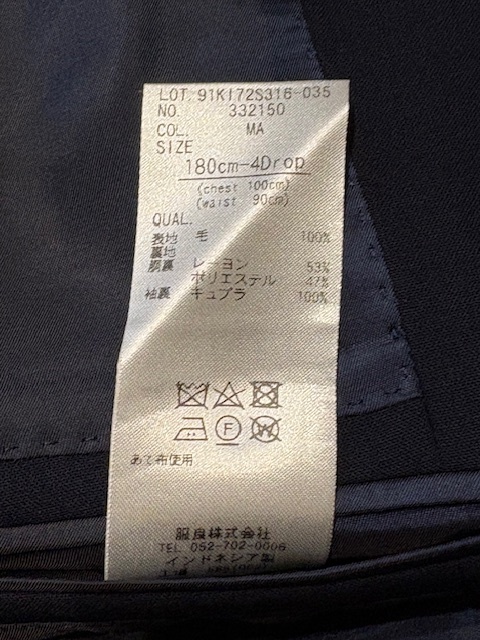 LOT. 91KI72S316-035
NO. 332150
COL. MA
SIZE
180cm-4Drop
(chest 100cm)
(waist 90cm)
QUAL.
表地 毛 100%
裏地
胴裏 レーヨン 53%
ポリエステル 47%
袖裏 キュプラ 100%
F
W
あて布使用
服良株式会社
TEL. 052-702-0006
インドネシア製